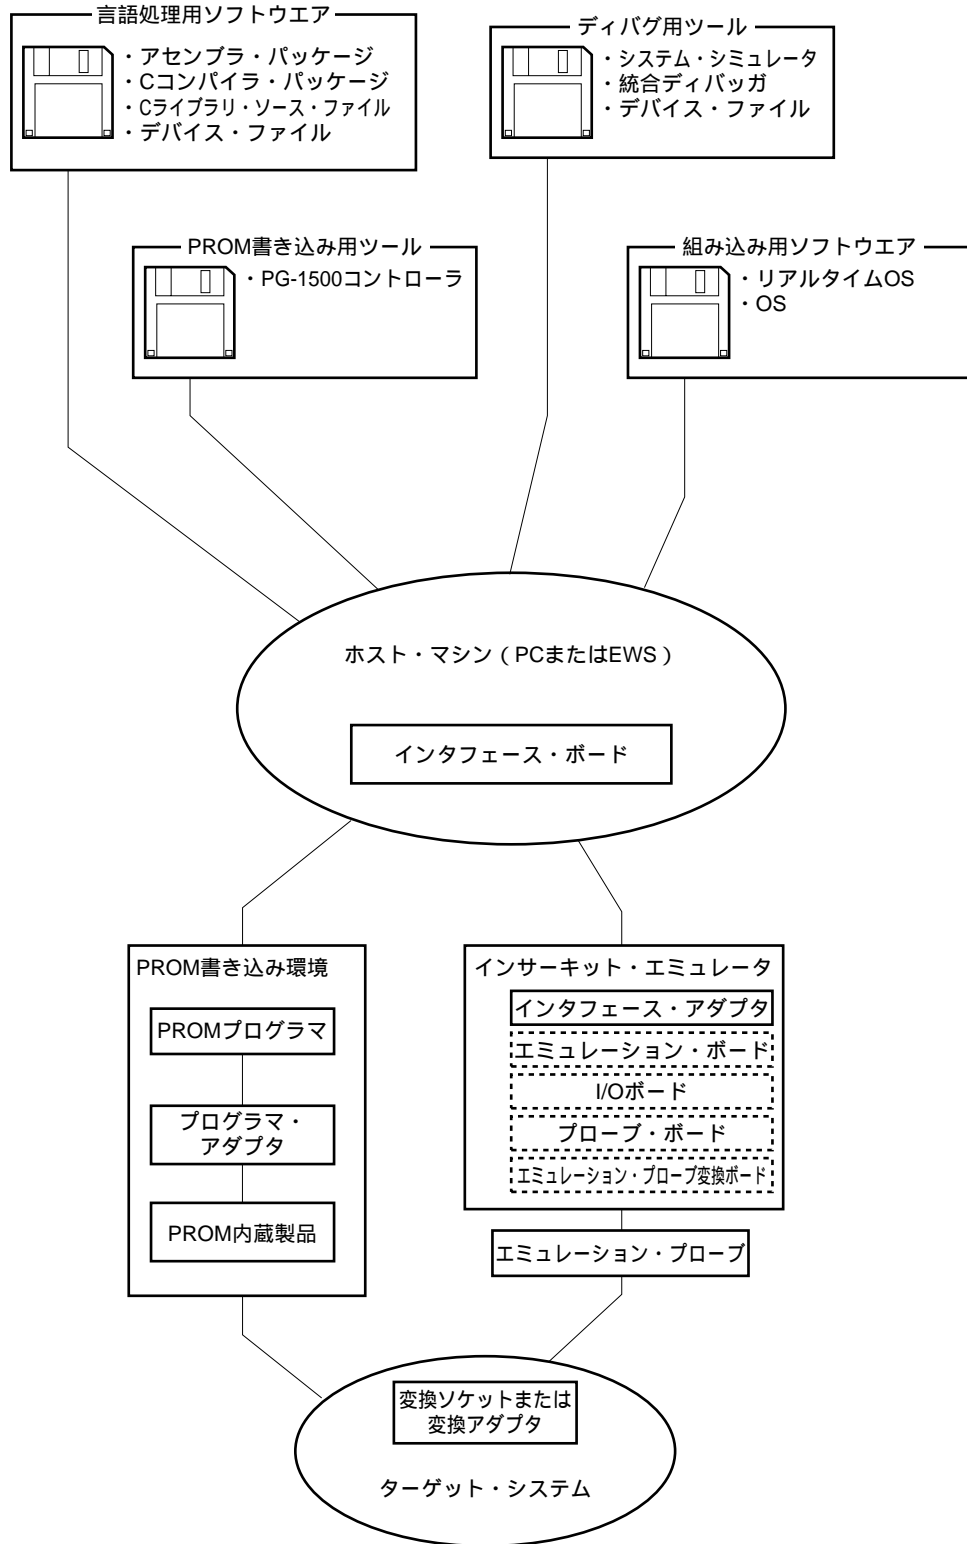 言語処理用ソフトウエア
・アセンブラ・パッケージ
・Cコンパイラ・パッケージ
・Cライブラリ・ソース・ファイル
・デバイス・ファイル
ディバグ用ツール
・システム・シミュレータ
・統合ディバッガ
・デバイス・ファイル
PROM書き込み用ツール
・PG-1500コントローラ
組み込み用ソフトウエア
・リアルタイムOS
・OS
ホスト・マシン(PCまたはEWS)
インタフェース・ボード
PROM書き込み環境
PROMプログラマ
プログラマ・
アダプタ
PROM内蔵製品
インサーキット・エミュレータ
インタフェース・アダプタ
エミュレーション・ボード
I/Oボード
プローブ・ボード
エミュレーション・プローブ変換ボード
エミュレーション・プローブ
変換ソケットまたは
変換アダプタ
ターゲット・システム